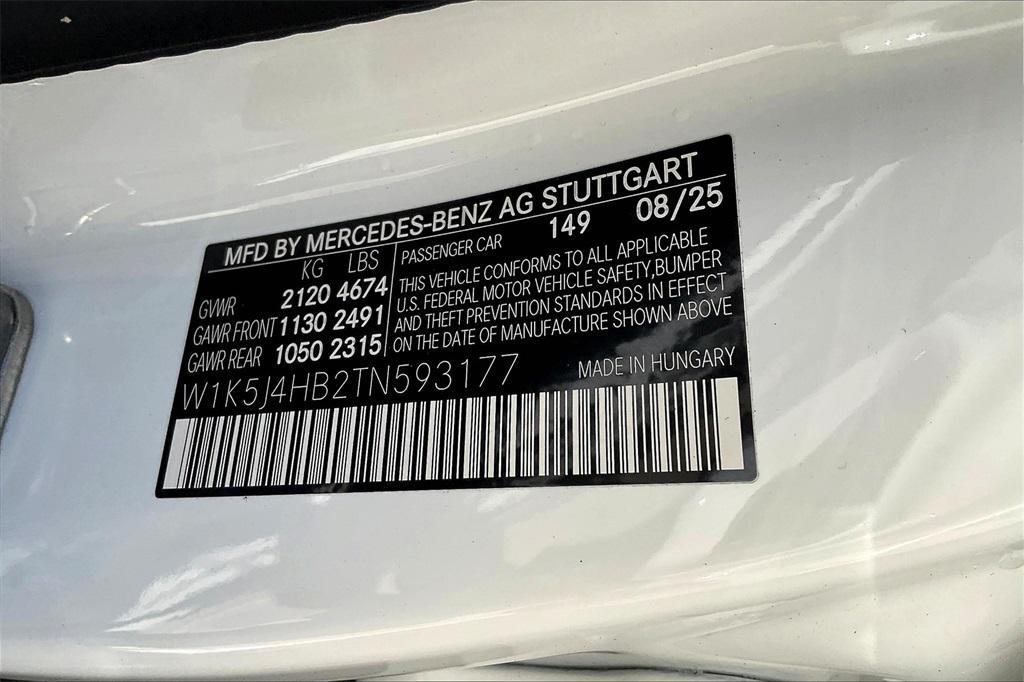 MFD BY MERCEDES-BENZ AG STUTTGART
KG LBS
GVWR 2120 4674
GAWR FRONT 1130 2491
GAWR REAR 1050 2315
PASSENGER CAR 149 08/25
THIS VEHICLE CONFORMS TO ALL APPLICABLE
U.S. FEDERAL MOTOR VEHICLE SAFETY,BUMPER
AND THEFT PREVENTION STANDARDS IN EFFECT
ON THE DATE OF MANUFACTURE SHOWN ABOVE
W1K5J4HB2TN593177
MADE IN HUNGARY